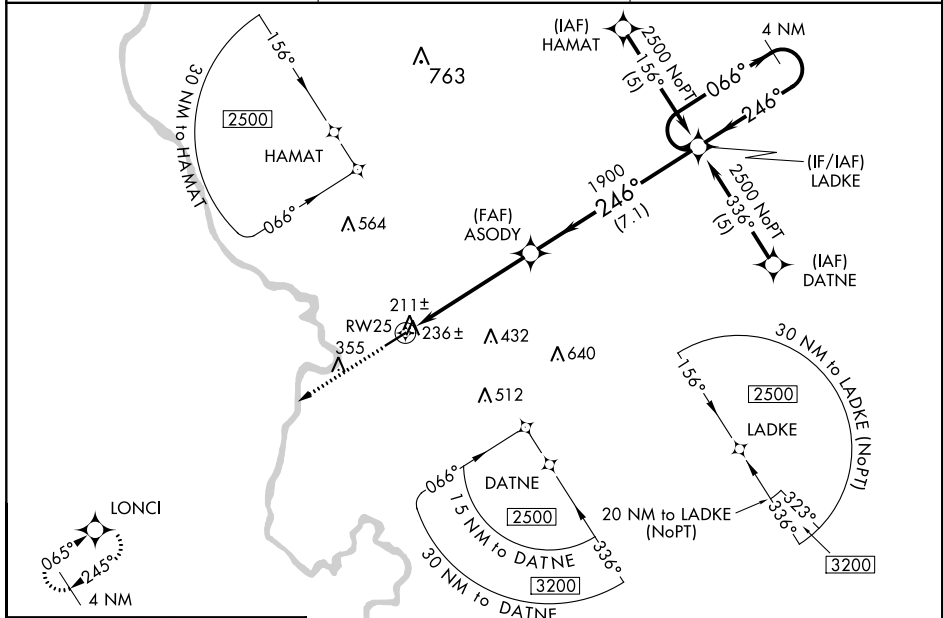 (IAF)
HAMAT
2500 NoPT
156°
(5)
4 NM
066°
246°
(IF/IAF)
LADKE
2500 NoPT
336°
(5)
(IAF)
DATNE
1900
246°
(7.1)
(FAF)
ASODY
763
156°
30 NM to HAMAT
2500
HAMAT
066°
564
211±
RW25
236±
355
432
640
512
30 NM to LADKE (NoPT)
156°
2500
LADKE
20 NM to LADKE
(NoPT)
323°
336°
3200
066°
DATNE
2500
15 NM to DATNE
336°
3200
30 NM to DATNE
LONCI
065°
245°
4 NM